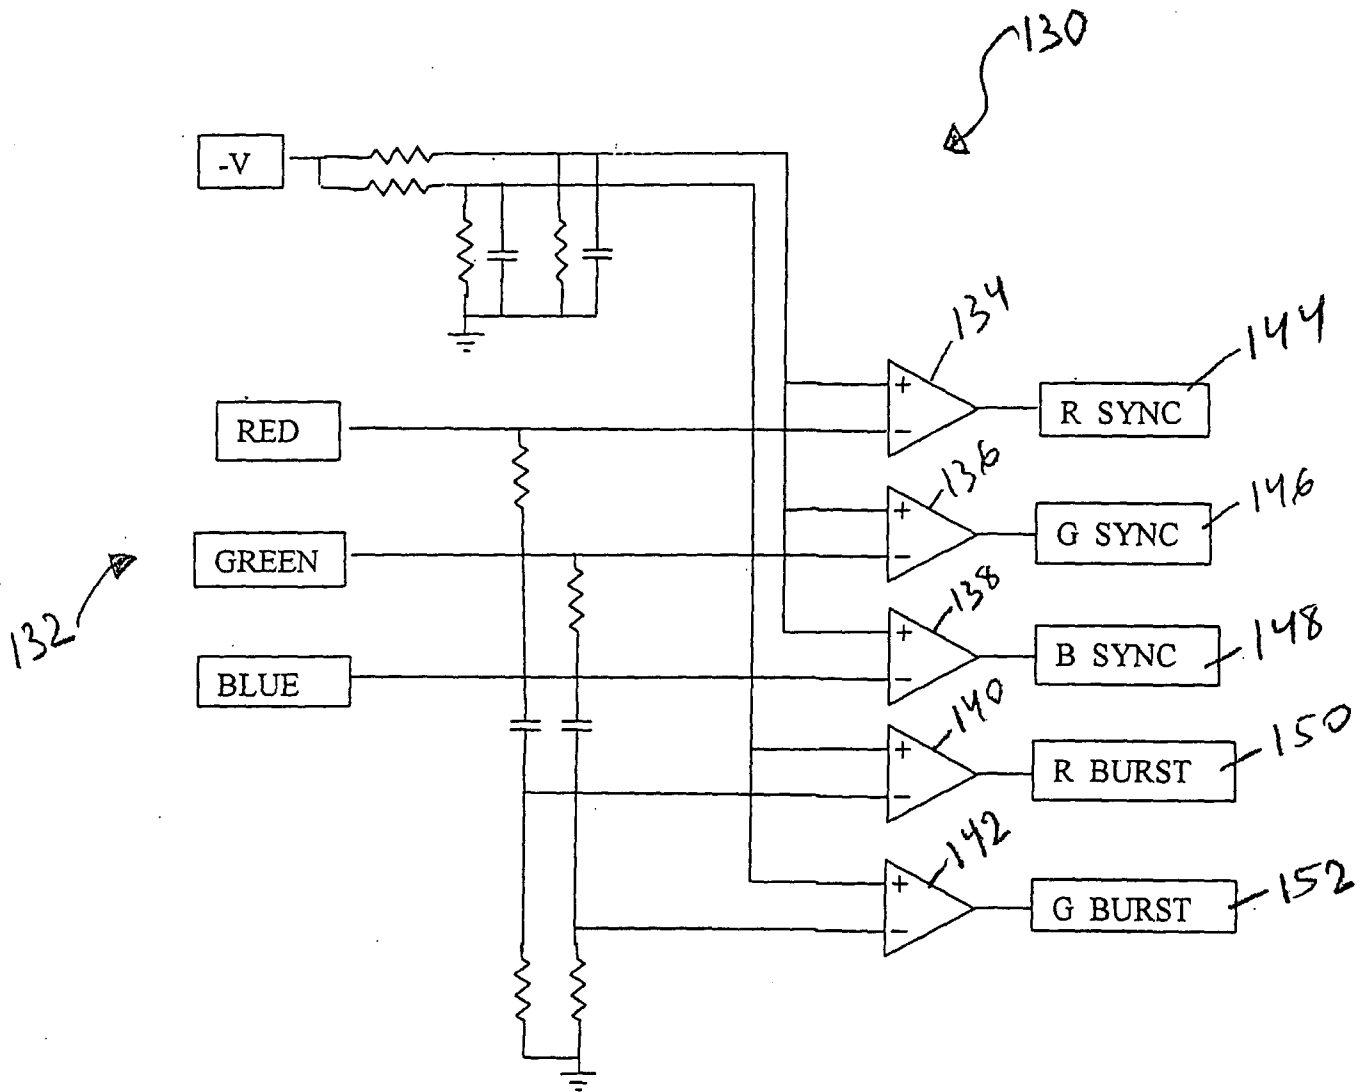 130
-V
134
144
RED
+
-
R SYNC
136
146
+
-
G SYNC
132
GREEN
138
148
BLUE
+
-
B SYNC
140
150
+
-
R BURST
142
152
+
-
G BURST